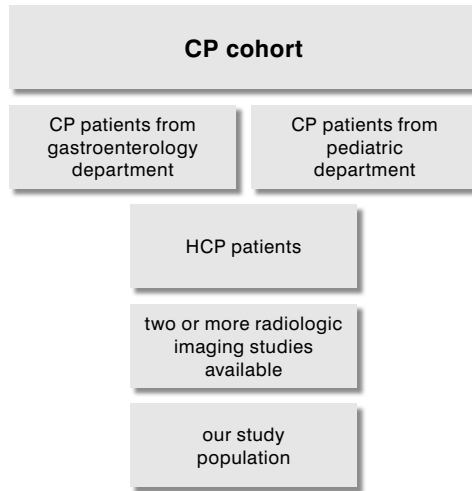 CP cohort
CP patients from
gastroenterology
department
CP patients from
pediatric
department
HCP patients
two or more radiologic
imaging studies
available
our study
population